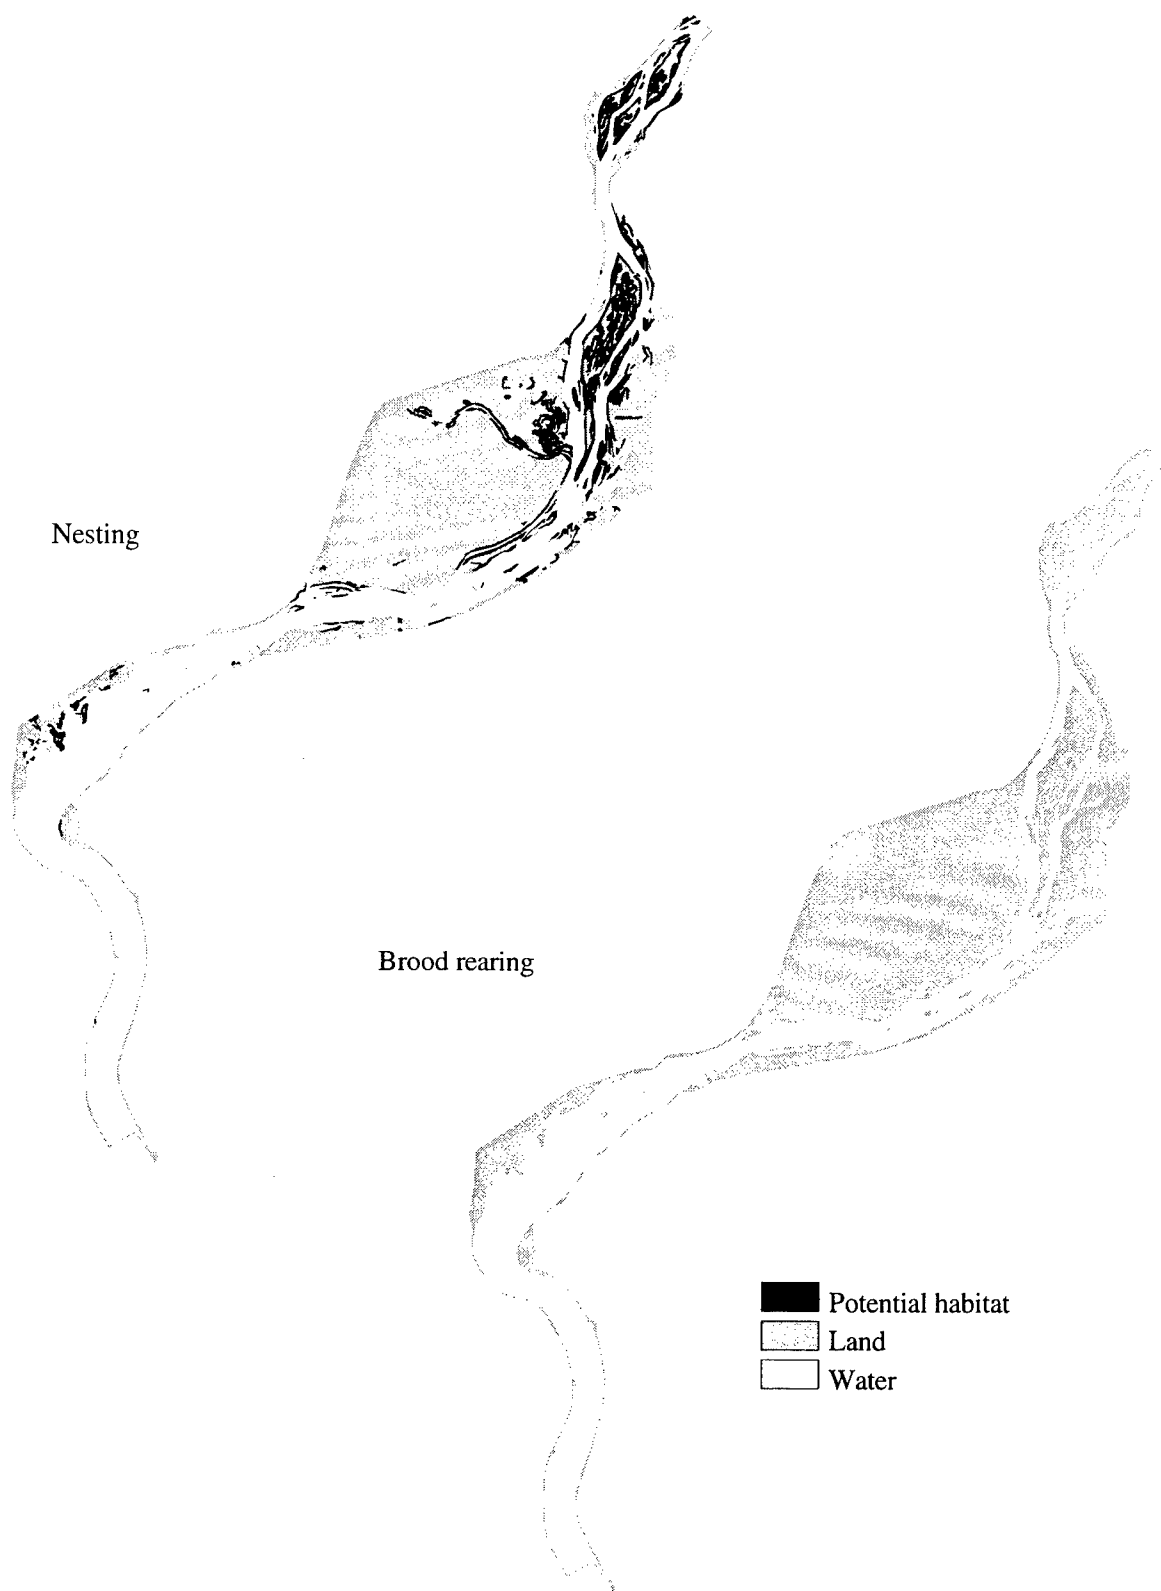 Nesting
Brood rearing
Potential habitat
Land
Water